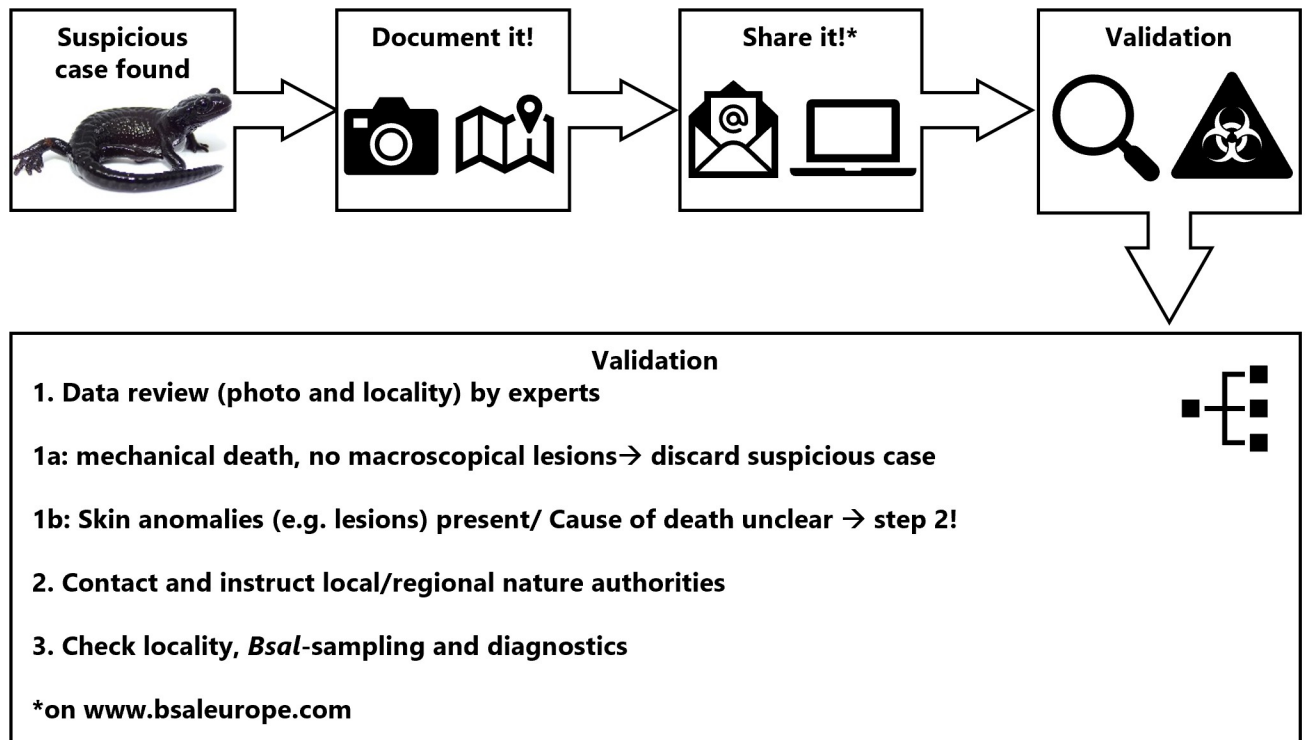 Suspicious
case found
Document it!
Share it!*
Validation
@
Validation
1. Data review (photo and locality) by experts
1a: mechanical death, no macroscopical lesions→ discard suspicious case
1b: Skin anomalies (e.g. lesions) present/ Cause of death unclear → step 2!
2. Contact and instruct local/regional nature authorities
3. Check locality, Bsal-sampling and diagnostics
*on www.bsaleurope.com